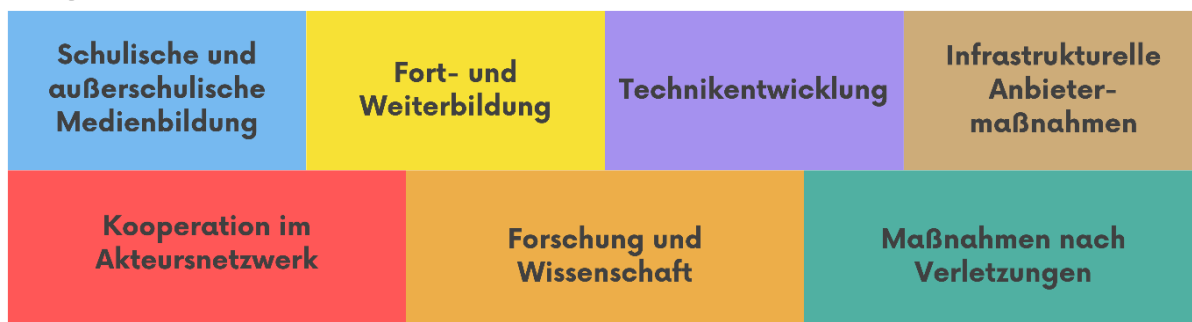 Schulische und
außerschulische
Medienbildung
Fort- und
Weiterbildung
Technikentwicklung
Infrastrukturelle
Anbieter-
maßnahmen
Kooperation im
Akteursnetzwerk
Forschung und
Wissenschaft
Maßnahmen nach
Verletzungen